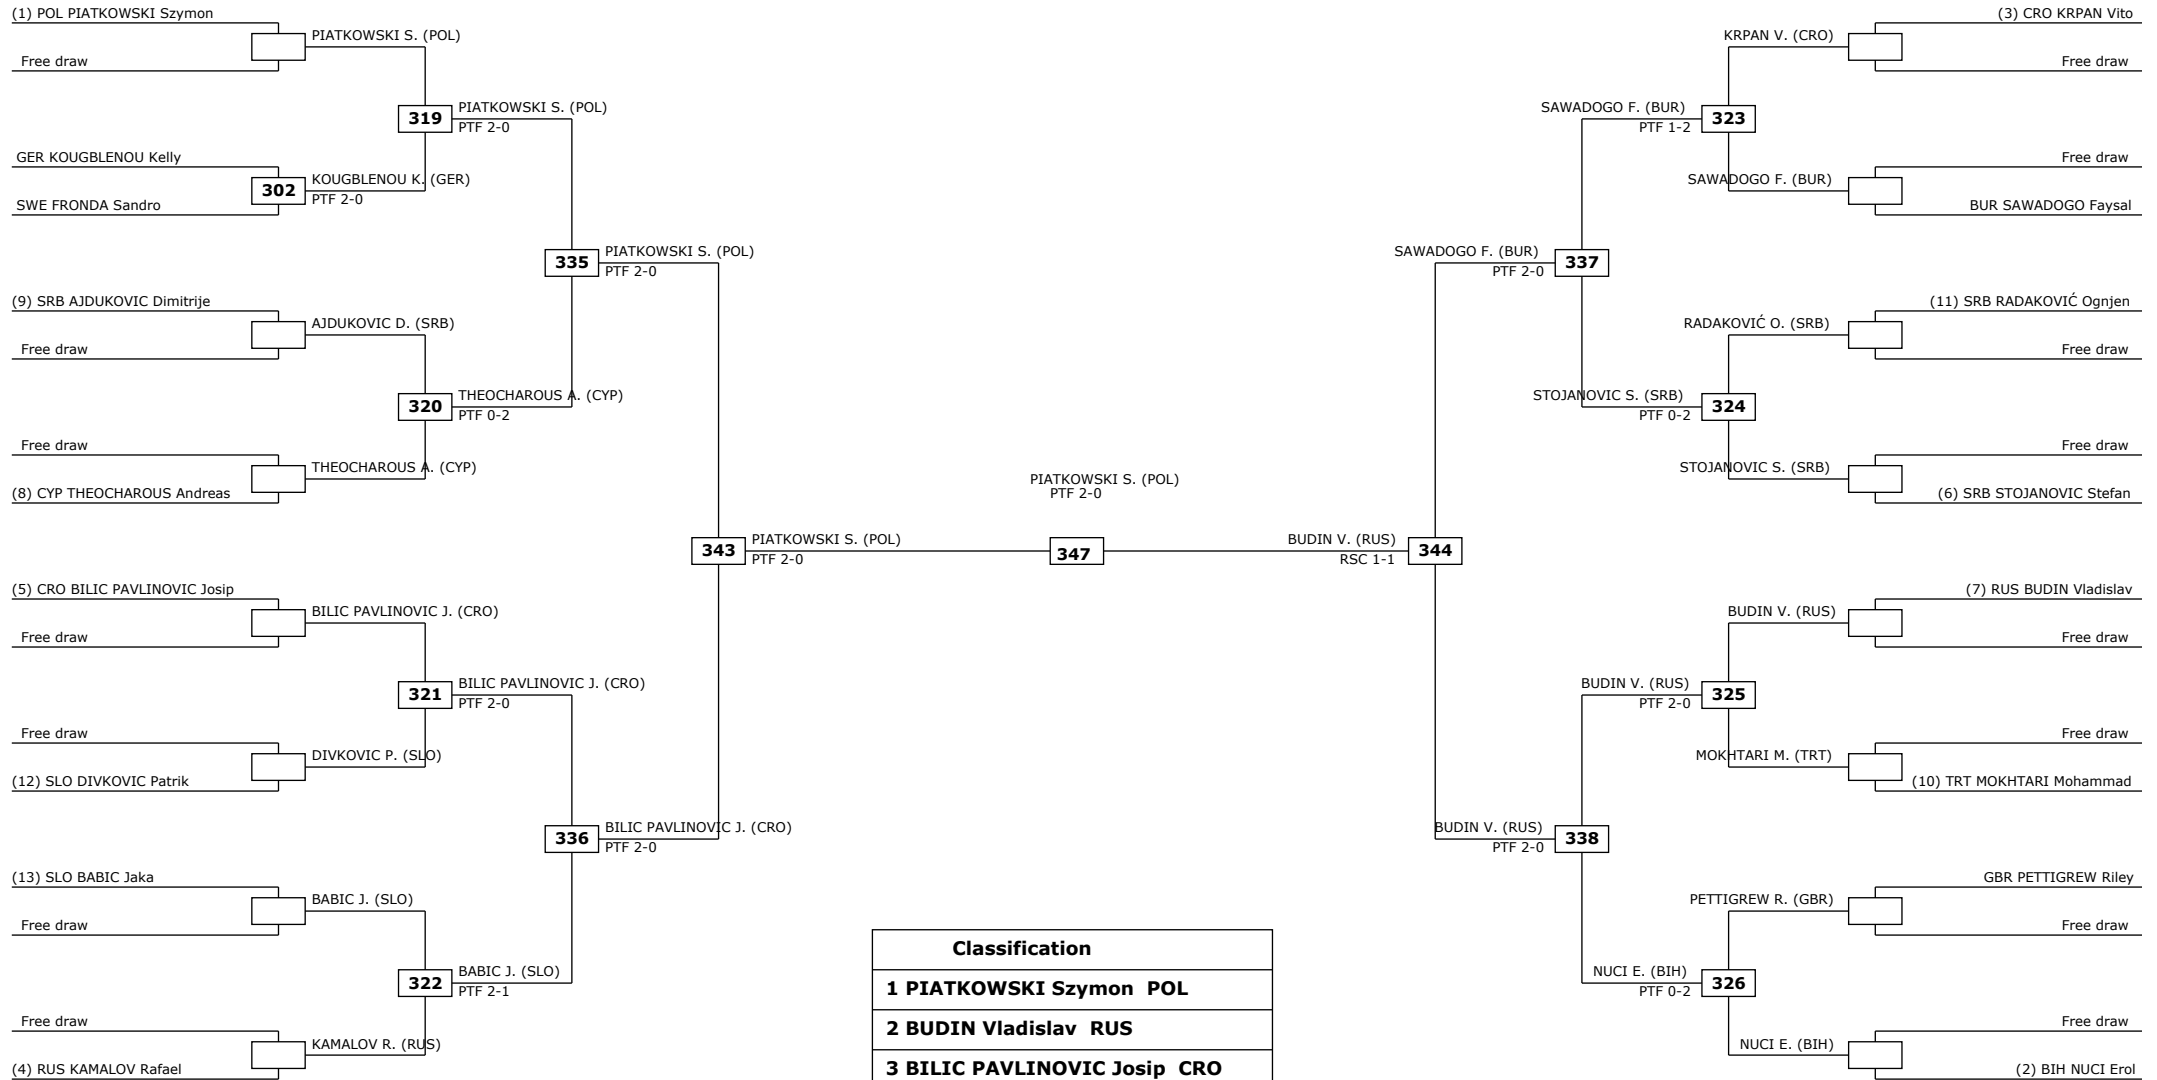 (1) POL PIATKOWSKI Szymon
PIATKOWSKI S. (POL)
Free draw
319
PIATKOWSKI S. (POL)
PTF 2-0
GER KOUGBLENOU Kelly
302
KOUGBLENOU K. (GER)
PTF 2-0
SWE FRONDA Sandro
335
PIATKOWSKI S. (POL)
PTF 2-0
(9) SRB AJDUKOVIC Dimitrije
AJDUKOVIC D. (SRB)
Free draw
320
THEOCHAROUS A. (CYP)
PTF 0-2
Free draw
THEOCHAROUS A. (CYP)
(8) CYP THEOCHAROUS Andreas
343
PIATKOWSKI S. (POL)
PTF 2-0
(5) CRO BILIC PAVLINOVIC Josip
BILIC PAVLINOVIC J. (CRO)
Free draw
321
BILIC PAVLINOVIC J. (CRO)
PTF 2-0
Free draw
DIVKOVIC P. (SLO)
(12) SLO DIVKOVIC Patrik
336
BILIC PAVLINOVIC J. (CRO)
PTF 2-0
(13) SLO BABIC Jaka
BABIC J. (SLO)
Free draw
322
BABIC J. (SLO)
PTF 2-1
Free draw
KAMALOV R. (RUS)
(4) RUS KAMALOV Rafael
PIATKOWSKI S. (POL)
PTF 2-0
347
(3) CRO KRPAN Vito
KRPAN V. (CRO)
Free draw
SAWADOGO F. (BUR)
PTF 1-2
323
Free draw
SAWADOGO F. (BUR)
BUR SAWADOGO Faysal
SAWADOGO F. (BUR)
PTF 2-0
337
(11) SRB RADAKOVIĆ Ognjen
RADAKOVIĆ O. (SRB)
Free draw
STOJANOVIC S. (SRB)
PTF 0-2
324
Free draw
STOJANOVIC S. (SRB)
(6) SRB STOJANOVIC Stefan
BUDIN V. (RUS)
RSC 1-1
344
(7) RUS BUDIN Vladislav
BUDIN V. (RUS)
Free draw
BUDIN V. (RUS)
PTF 2-0
325
Free draw
MOKHTARI M. (TRT)
(10) TRT MOKHTARI Mohammad
BUDIN V. (RUS)
PTF 2-0
338
GBR PETTIGREW Riley
PETTIGREW R. (GBR)
Free draw
NUCI E. (BIH)
PTF 0-2
326
Free draw
NUCI E. (BIH)
(2) BIH NUCI Erol
Classification
1 PIATKOWSKI Szymon POL
2 BUDIN Vladislav RUS
3 BILIC PAVLINOVIC Josip CRO